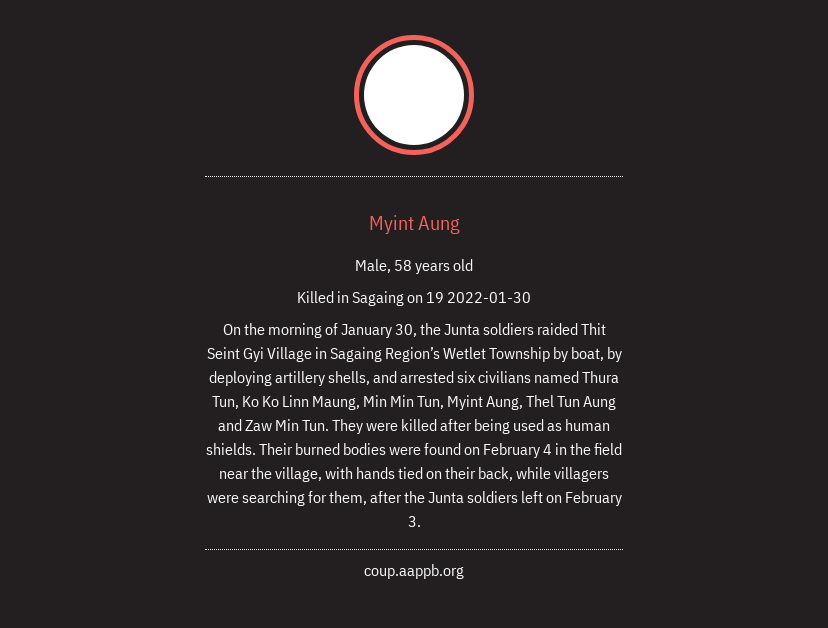 Myint Aung
Male, 58 years old
Killed in Sagaing on 19 2022-01-30
On the morning of January 30, the Junta soldiers raided Thit
Seint Gyi Village in Sagaing Region’s Wetlet Township by boat, by
deploying artillery shells, and arrested six civilians named Thura
Tun, Ko Ko Linn Maung, Min Min Tun, Myint Aung, Thel Tun Aung
and Zaw Min Tun. They were killed after being used as human
shields. Their burned bodies were found on February 4 in the field
near the village, with hands tied on their back, while villagers
were searching for them, after the Junta soldiers left on February
3.
coup.aappb.org